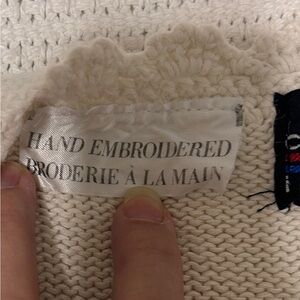 HAND EMBROIDERED
BRODERIE À LA MAIN